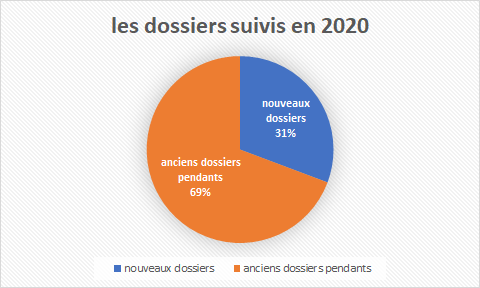 les dossiers suivis en 2020
nouveaux
dossiers
31%
anciens dossiers
pendants
69%
nouveaux dossiers
anciens dossiers pendants